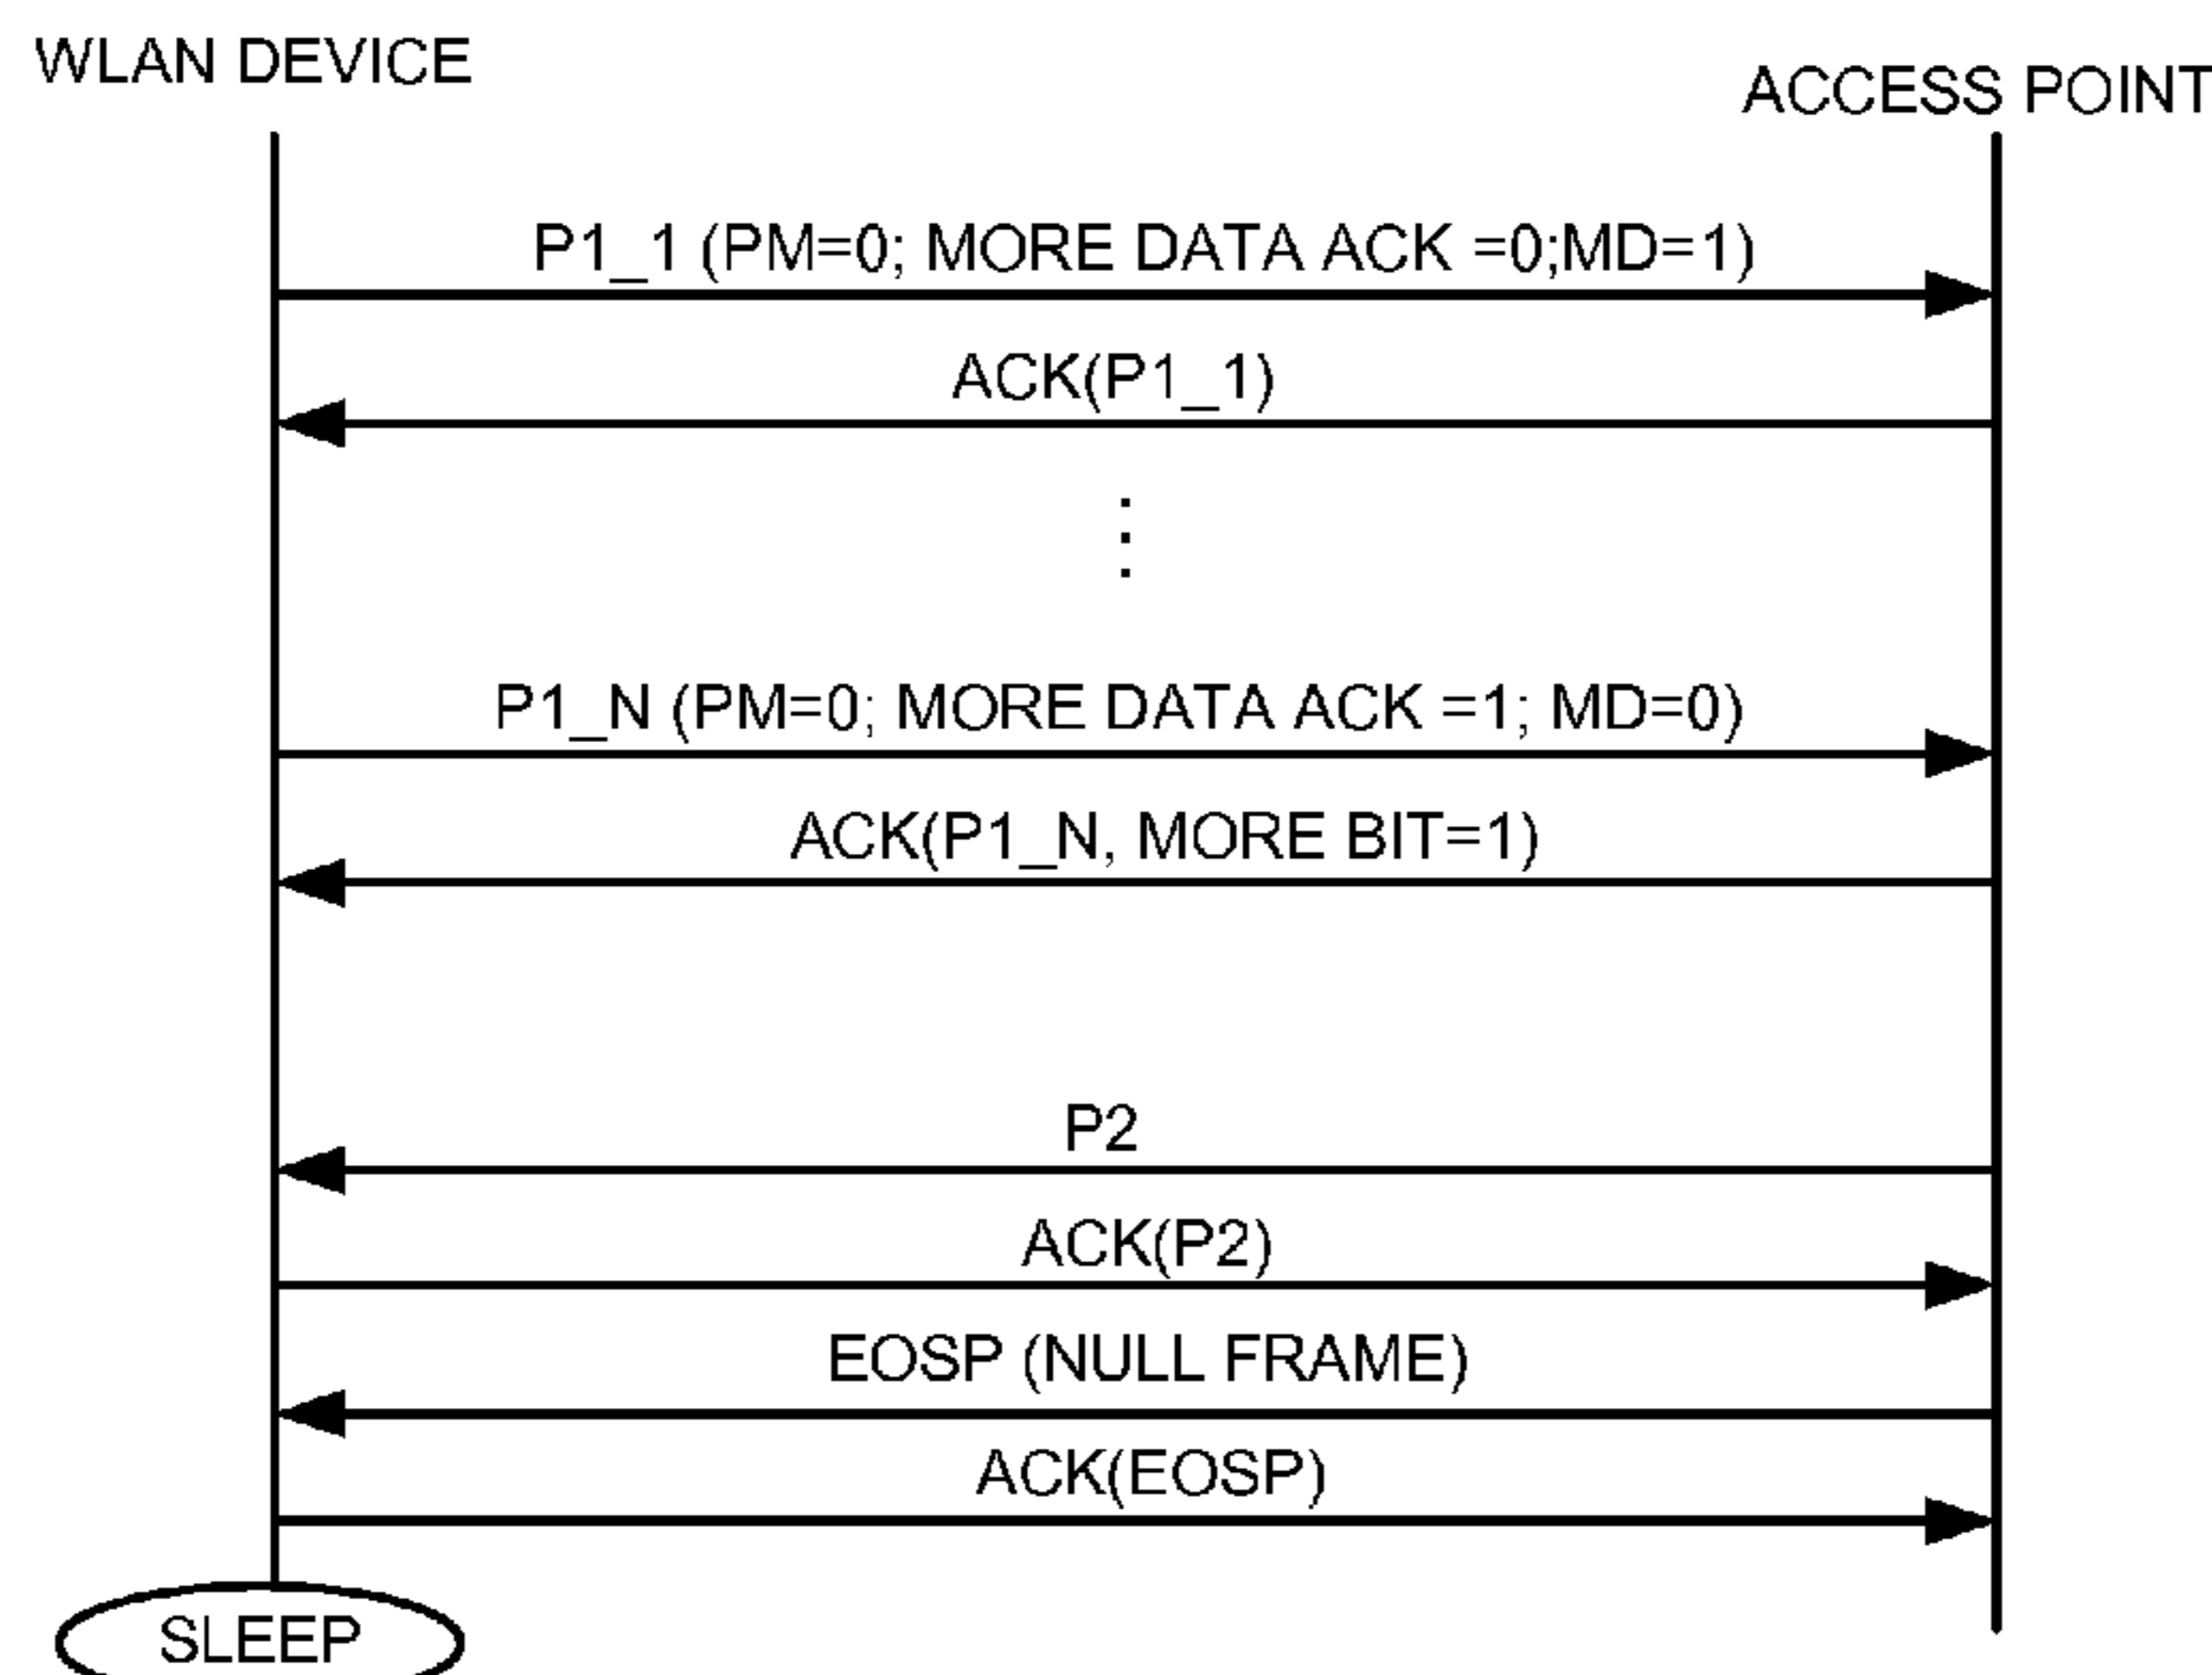 WLAN DEVICE
ACCESS POINT
P1_1 (PM=0; MORE DATA ACK =0;MD=1)
ACK(P1_1)
P1_N (PM=0; MORE DATA ACK =1; MD=0)
ACK(P1_N, MORE BIT=1)
P2
ACK(P2)
EOSP (NULL FRAME)
ACK(EOSP)
SLEEP